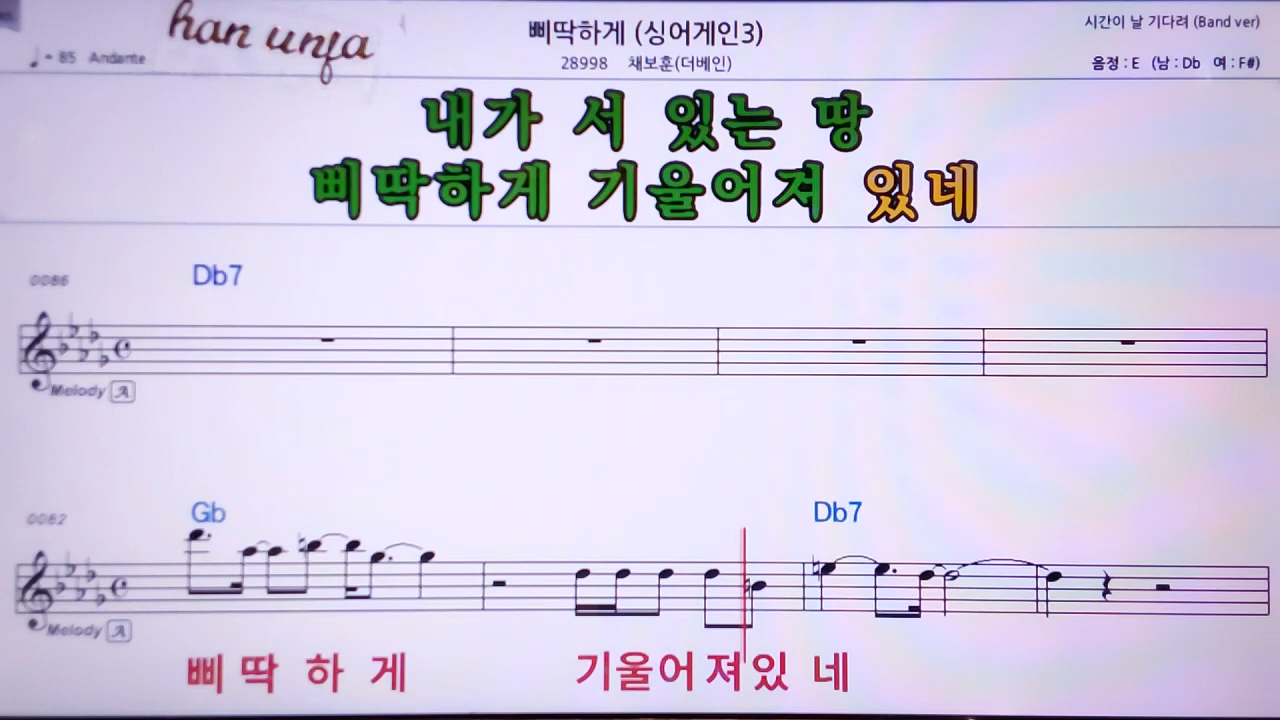 han unfa
삐딱하게 (싱어게인3)
시간이 날 기다려 (Band ver)
♩= 85 Andante
28998 채보훈(더베인)
음정 : E (남 : Db 여 : F#)
내가 서 있는 땅
삐딱하게 기울어져 있네
0086
Db7
Melody A
0082
Gb
Db7
Melody A
삐 딱 하 게 기울어져있 네